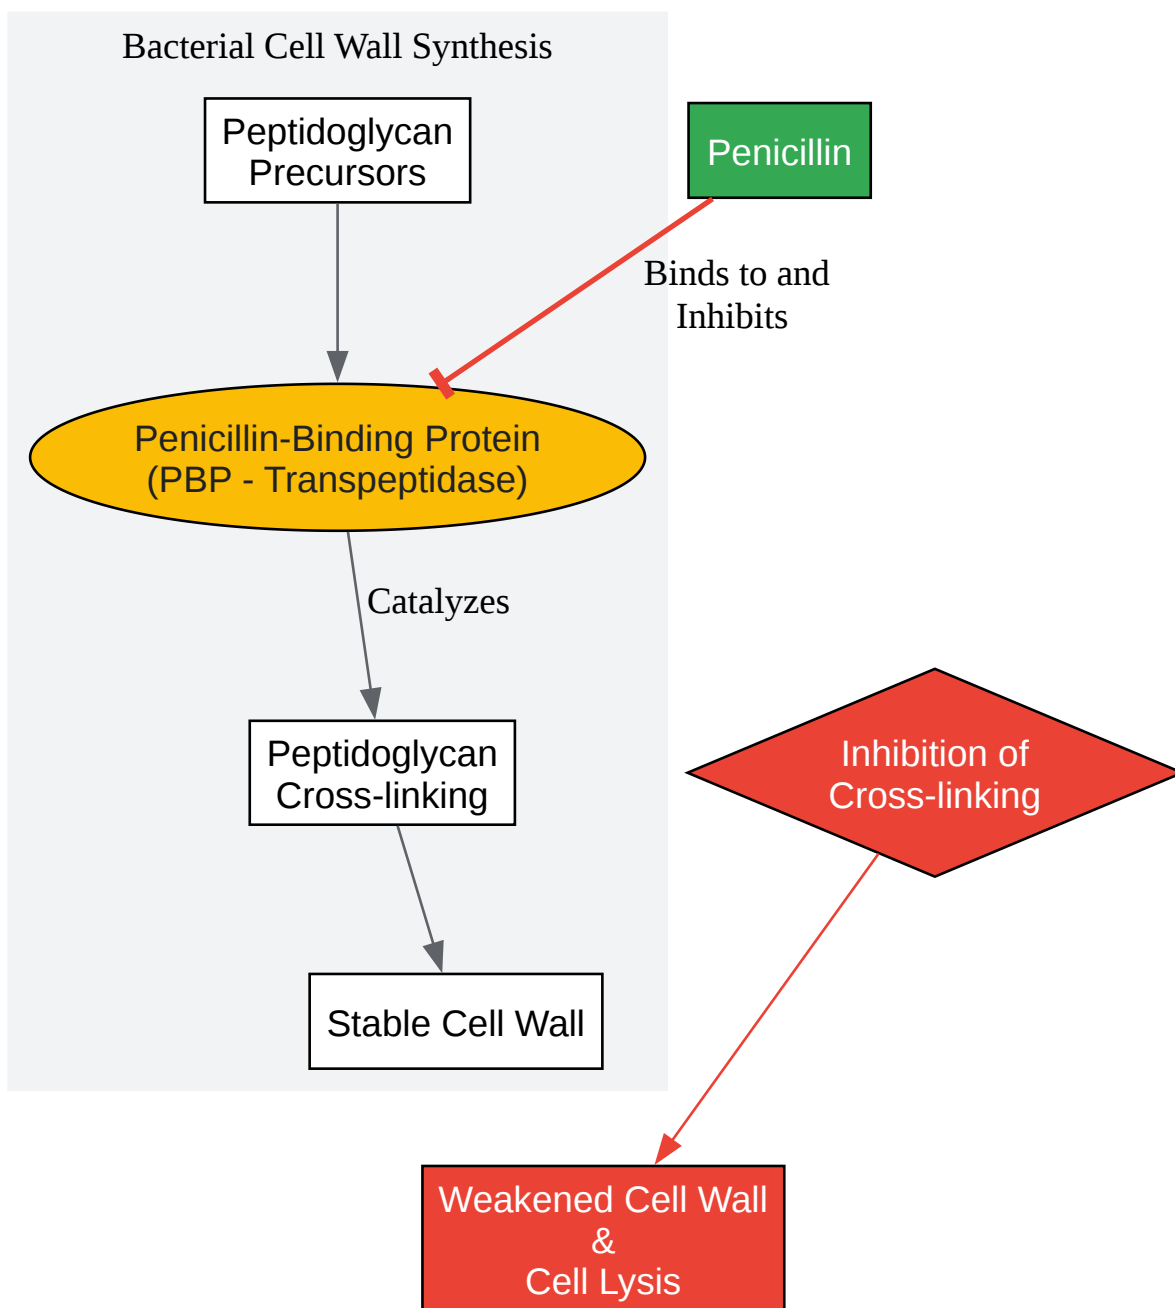 Bacterial Cell Wall Synthesis
Peptidoglycan
Precursors
Penicillin
Binds to and
Inhibits
Penicillin-Binding Protein
(PBP - Transpeptidase)
Catalyzes
Peptidoglycan
Cross-linking
Inhibition of
Cross-linking
Stable Cell Wall
Weakened Cell Wall
&
Cell Lysis